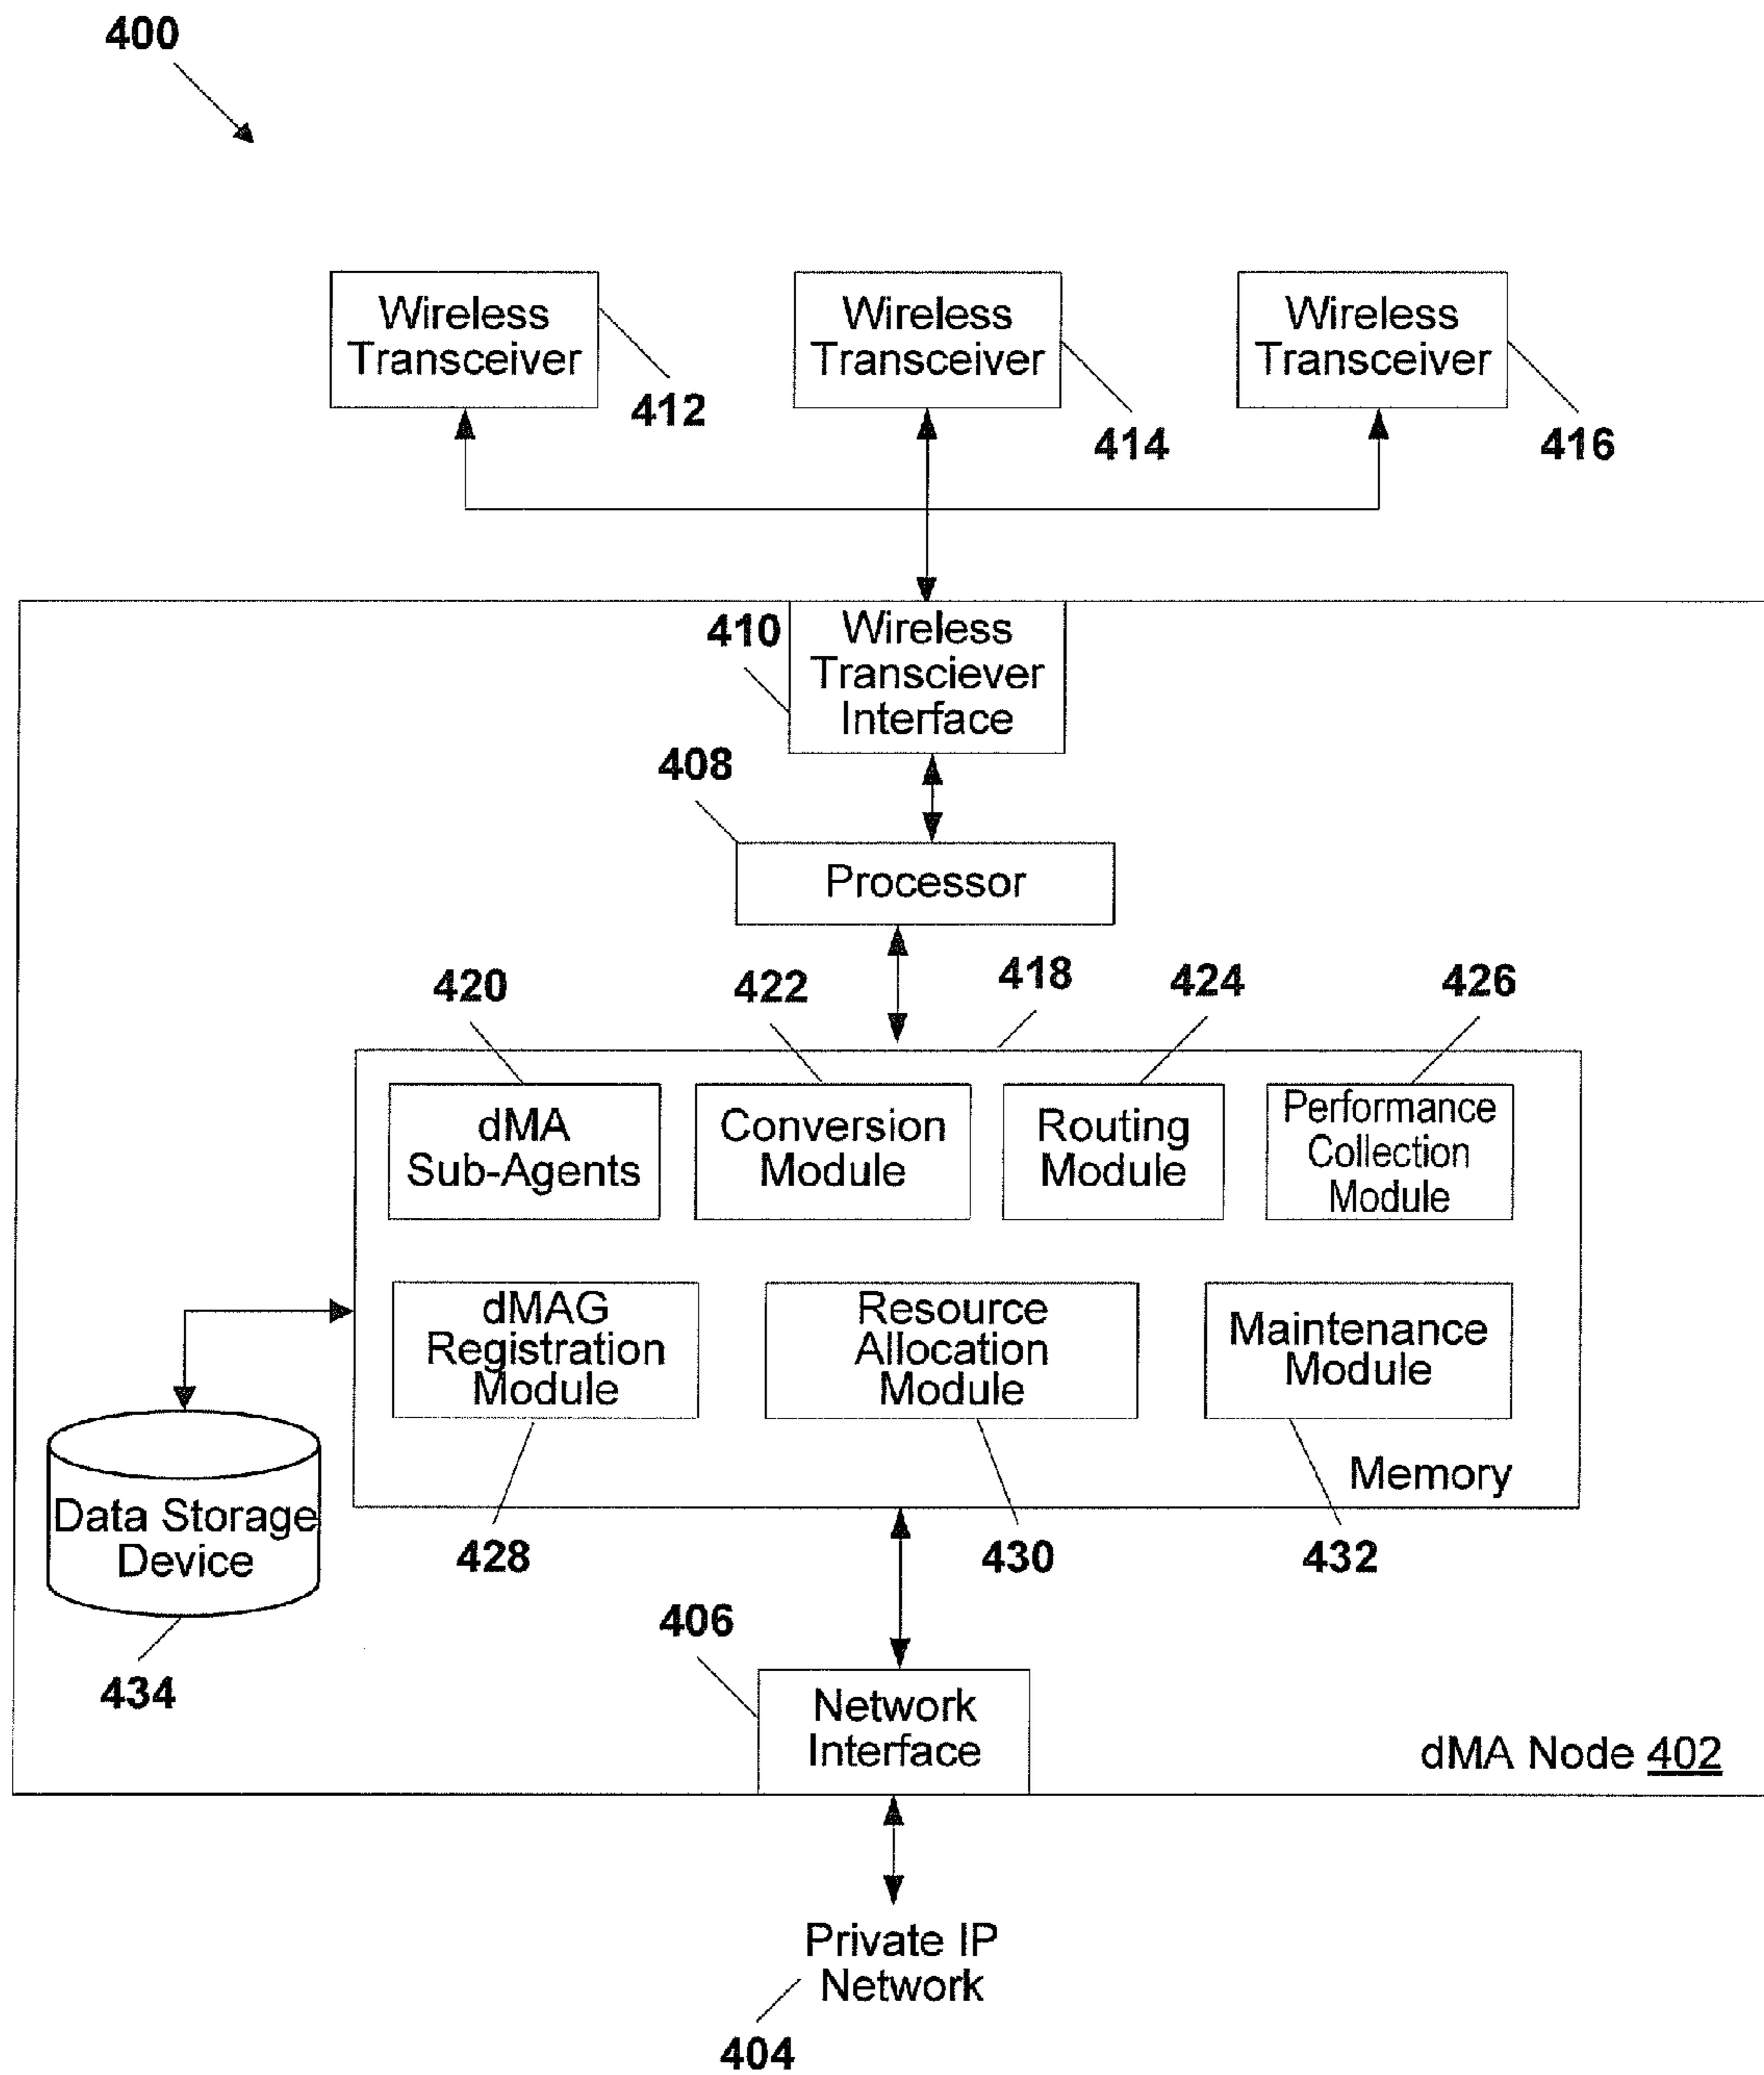 400
Wireless
Transceiver
412
Wireless
Transceiver
414
Wireless
Transceiver
416
410
Wireless
Transciever
Interface
408
Processor
418
420
422
424
426
dMA
Sub-Agents
Conversion
Module
Routing
Module
Performance
Collection
Module
dMAG
Registration
Module
Resource
Allocation
Module
Maintenance
Module
Memory
428
430
432
Data Storage
Device
434
406
Network
Interface
dMA Node 402
Private IP
Network
404